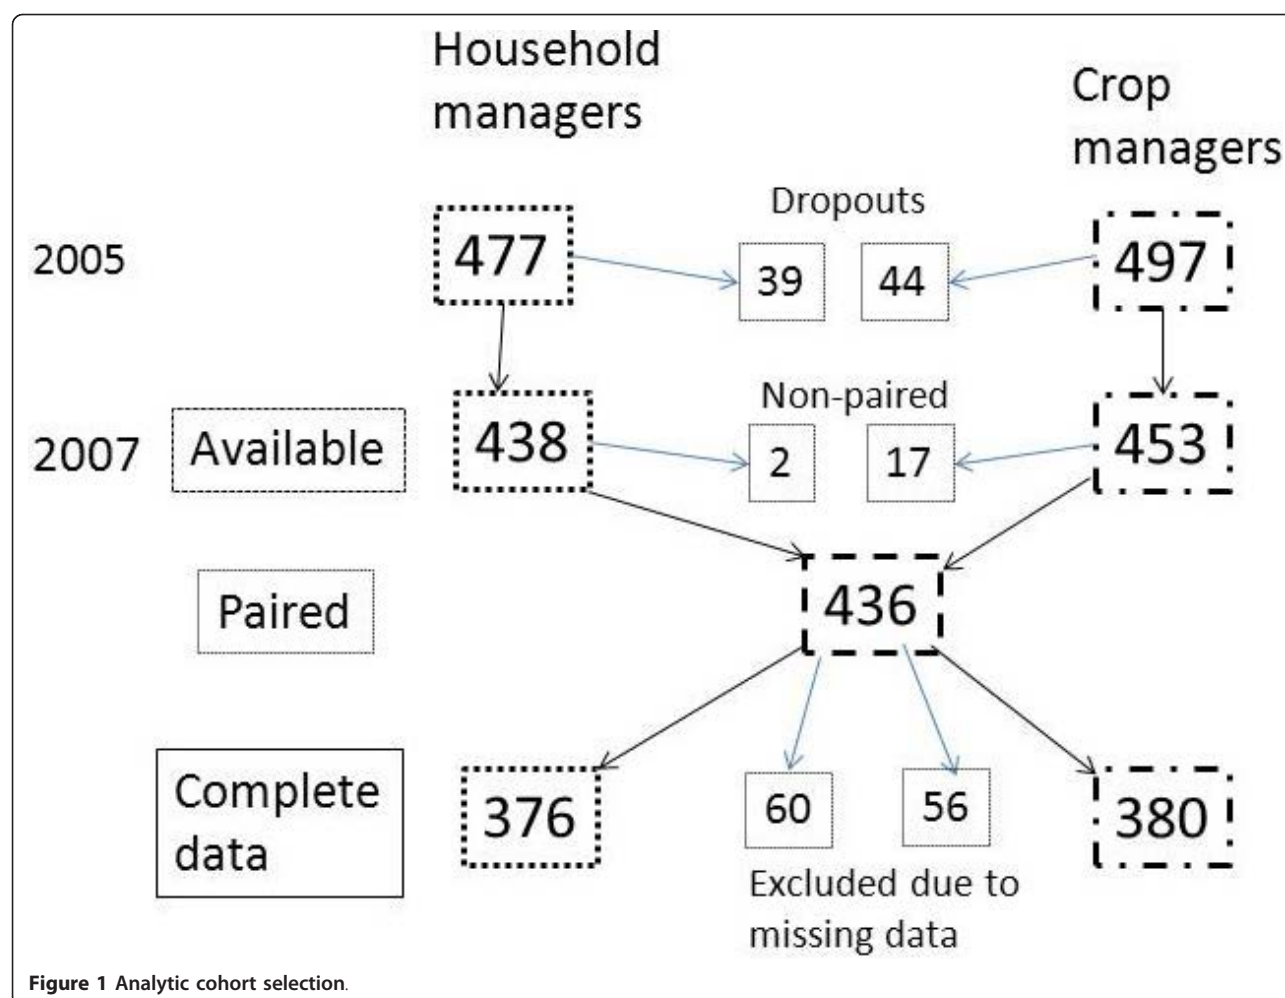 Household
managers
Crop
managers
Dropouts
2005
477
39
44
497
Non-paired
2007
Available
438
2
17
453
Paired
436
Complete
data
376
60
56
380
Excluded due to
missing data
Figure 1 Analytic cohort selection.